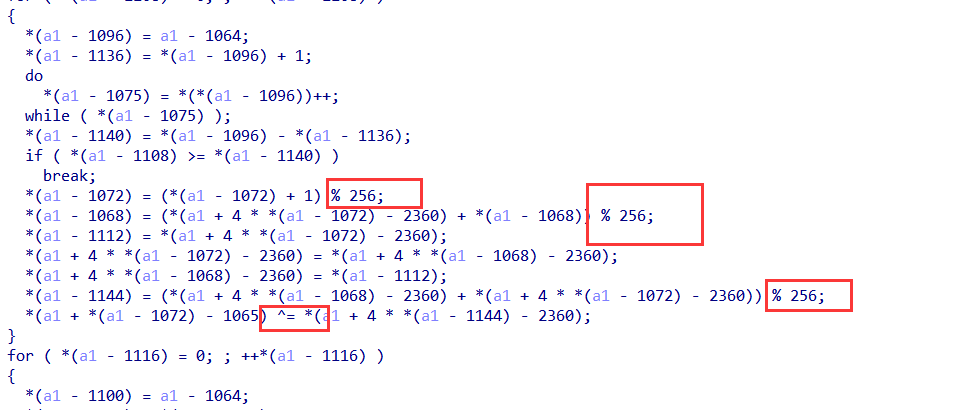 {
*(a1 - 1096) = a1 - 1064;
*(a1 - 1136) = *(a1 - 1096) + 1;
do
*(a1 - 1075) = *(*(a1 - 1096))++;
while ( *(a1 - 1075) );
*(a1 - 1140) = *(a1 - 1096) - *(a1 - 1136);
if ( *(a1 - 1108) >= *(a1 - 1140) )
break;
*(a1 - 1072) = (*(a1 - 1072) + 1) % 256;
*(a1 - 1068) = (*(a1 + 4 * *(a1 - 1072) - 2360) + *(a1 - 1068)) % 256;
*(a1 - 1112) = *(a1 + 4 * *(a1 - 1072) - 2360);
*(a1 + 4 * *(a1 - 1072) - 2360) = *(a1 + 4 * *(a1 - 1068) - 2360);
*(a1 + 4 * *(a1 - 1068) - 2360) = *(a1 - 1112);
*(a1 - 1144) = (*(a1 + 4 * *(a1 - 1068) - 2360) + *(a1 + 4 * *(a1 - 1072) - 2360)) % 256;
*(a1 + *(a1 - 1072) - 1065) ^= *(a1 + 4 * *(a1 - 1144) - 2360);
}
for ( *(a1 - 1116) = 0; ; ++*(a1 - 1116) )
{
*(a1 - 1100) = a1 - 1064;